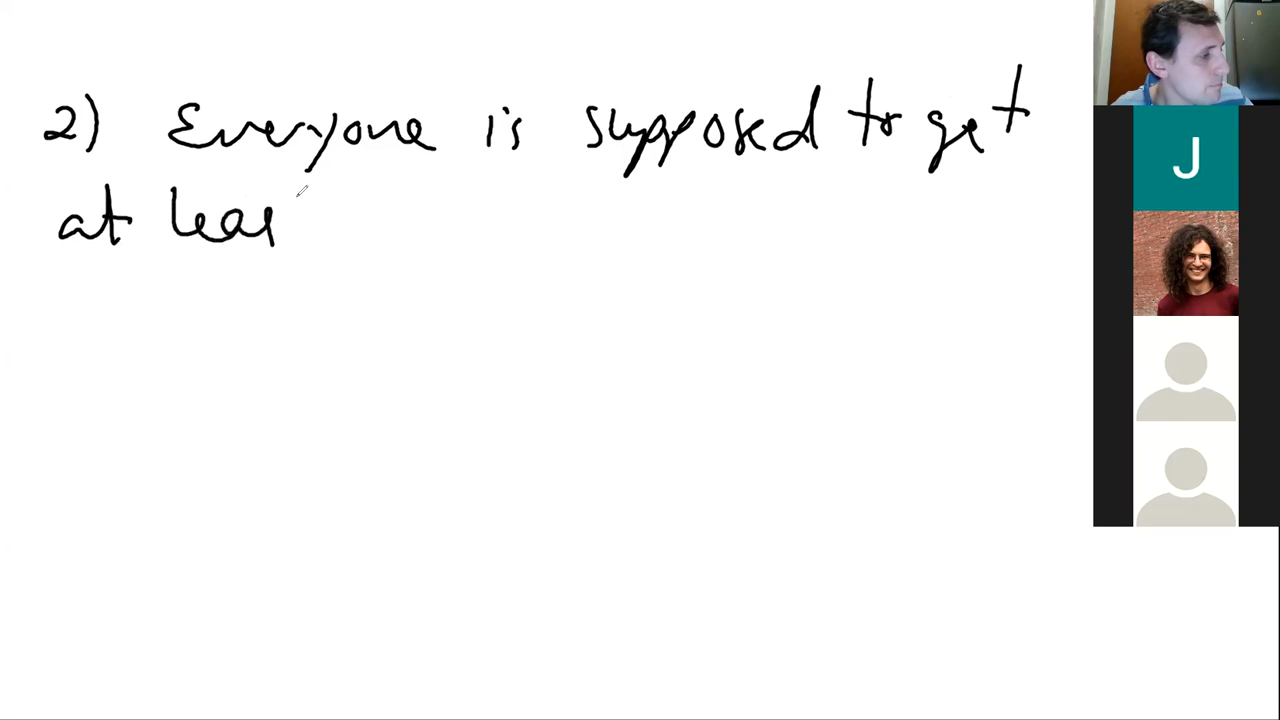 2) Everyone is supposed to get
at leas
J